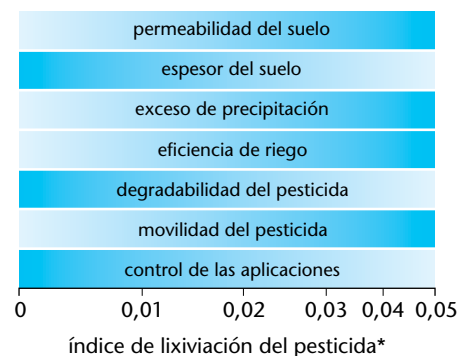 permeabilidad del suelo
espesor del suelo
exceso de precipitación
eficiencia de riego
degradabilidad del pesticida
movilidad del pesticida
control de las aplicaciones
0 0,01 0,02 0,03 0,04 0,05
índice de lixiviación del pesticida*